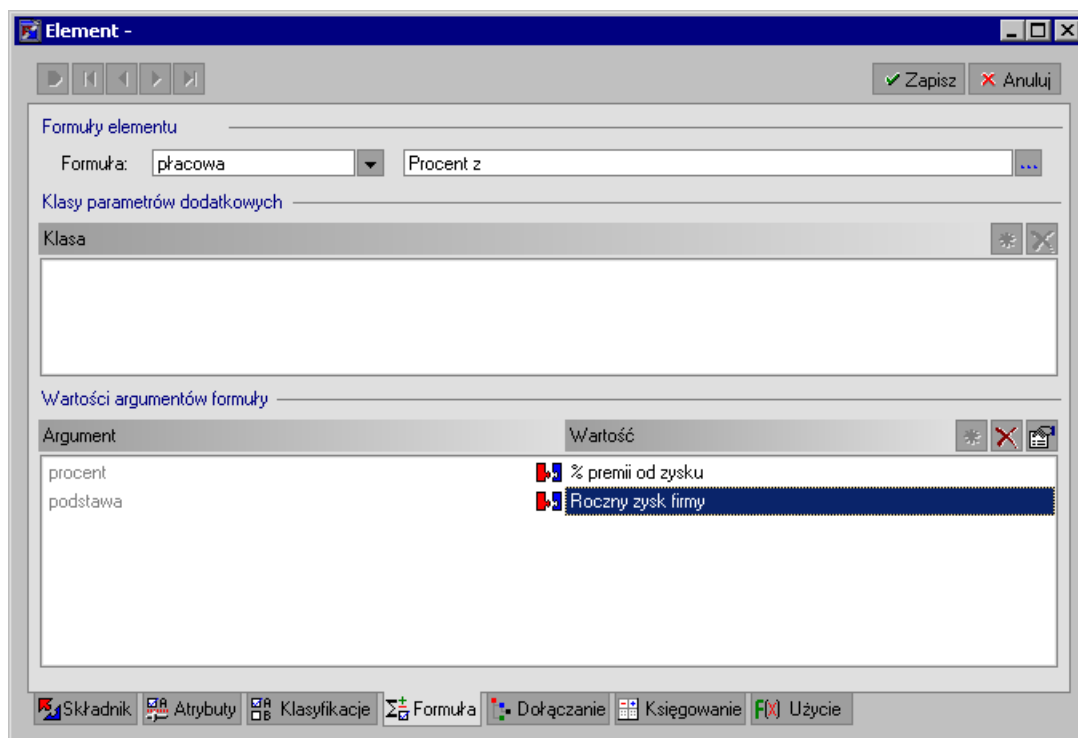 Element -
Zapisz Anuluj
Formuły elementu
Formuła: płacowa Procent z ...
Klasy parametrów dodatkowych
Klasa
Wartości argumentów formuły
Argument Wartość
procent % premii od zysku
podstawa Roczny zysk firmy
Składnik Atrybuty Klasyfikacje Formuła Dołączanie Księgowanie F(X) Użycie